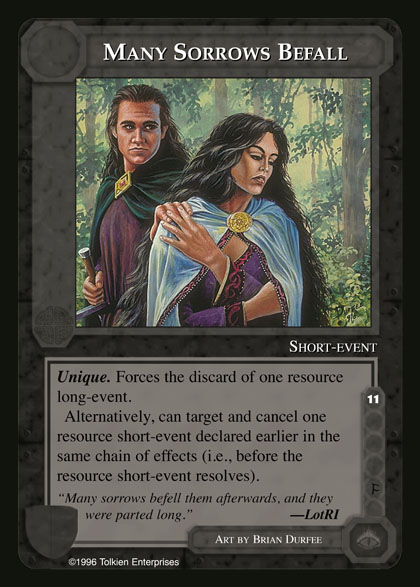 MANY SORROWS BEFALL
SHORT-EVENT
Unique. Forces the discard of one resource
long-event.
Alternatively, can target and cancel one
resource short-event declared earlier in the
same chain of effects (i.e., before the
resource short-event resolves).
11
“Many sorrows befell them afterwards, and they
were parted long.” —LotRI
ART BY BRIAN DURFEE
©1996 Tolkien Enterprises